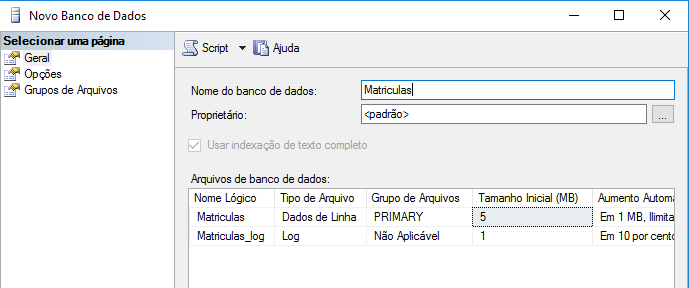 Novo Banco de Dados
Selecionar uma página
Geral
Opções
Grupos de Arquivos
Script Ajuda
Nome do banco de dados: Matriculas
Proprietário: <padrão> ...
Usar indexação de texto completo
Arquivos de banco de dados:
Nome Lógico Tipo de Arquivo Grupo de Arquivos Tamanho Inicial (MB) Aumento Automa
Matriculas Dados de Linha PRIMARY 5 Em 1 MB, Ilimita
Matriculas_log Log Não Aplicável 1 Em 10 por cento